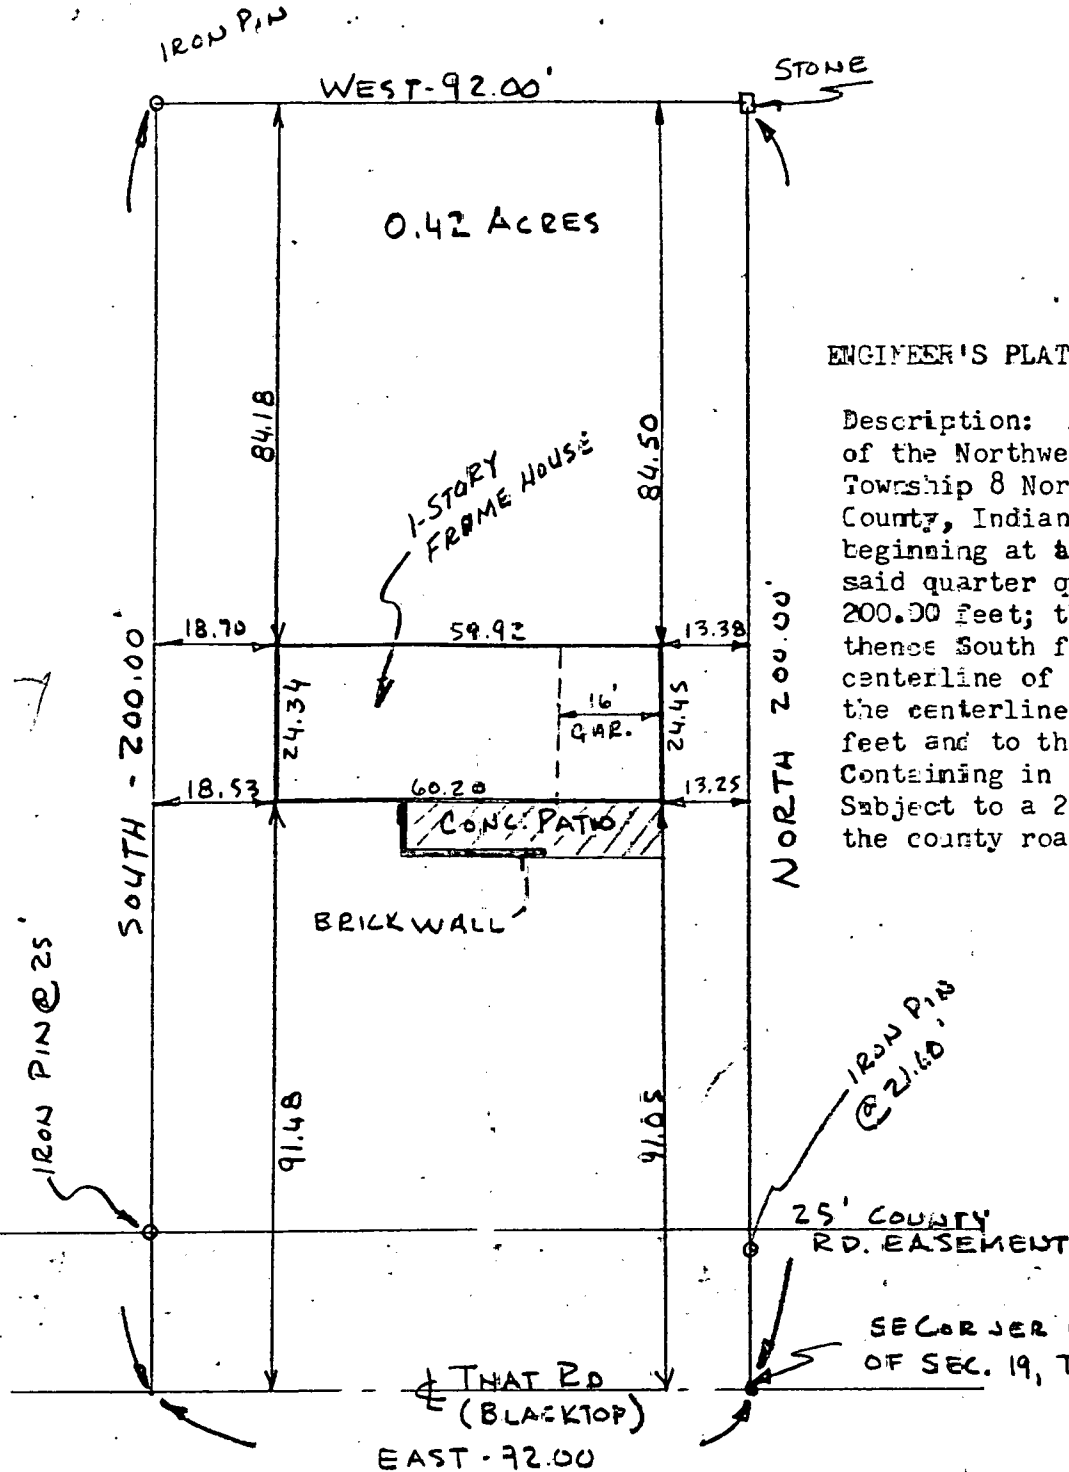 IRON PIN
WEST-92.00'
STONE
0.42 ACRES
84.18
84.50
1-STORY
FRAME HOUSE
ENGINEER'S PLAT
Description:
of the Northwe
Township 8 Nor
County, Indian
beginning at a
said quarter q
200.00 feet; t
thence South f
centerline of
the centerline
feet and to th
Containing in
Subject to a 2
the county roa
18.70
59.92
13.38
SOUTH - 200.00'
24.34
16'
GAR.
24.45
NORTH 200.00'
18.53
60.20
13.25
CONC. PATIO
BRICK WALL
IRON PIN @ 25'
IRON PIN
@ 21.60'
91.48
91.05
25' COUNTY
RD. EASEMENT
SE CORNER
OF SEC. 19, T
℄ THAT RD
(BLACKTOP)
EAST - 92.00